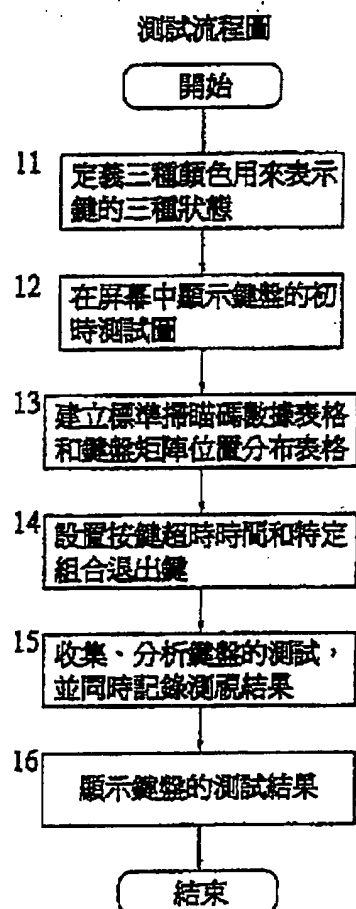 測試流程圖
開始
11
定義三種顏色用來表示
鍵的三種狀態
12
在屏幕中顯示鍵盤的初
時測試圖
13
建立標準掃瞄碼數據表格
和鍵盤矩陣位置分布表格
14
設置按鍵超時時間和特定
組合退出鍵
15
收集、分析鍵盤的測試，
並同時記錄測視結果
16
顯示鍵盤的測試結果
結束